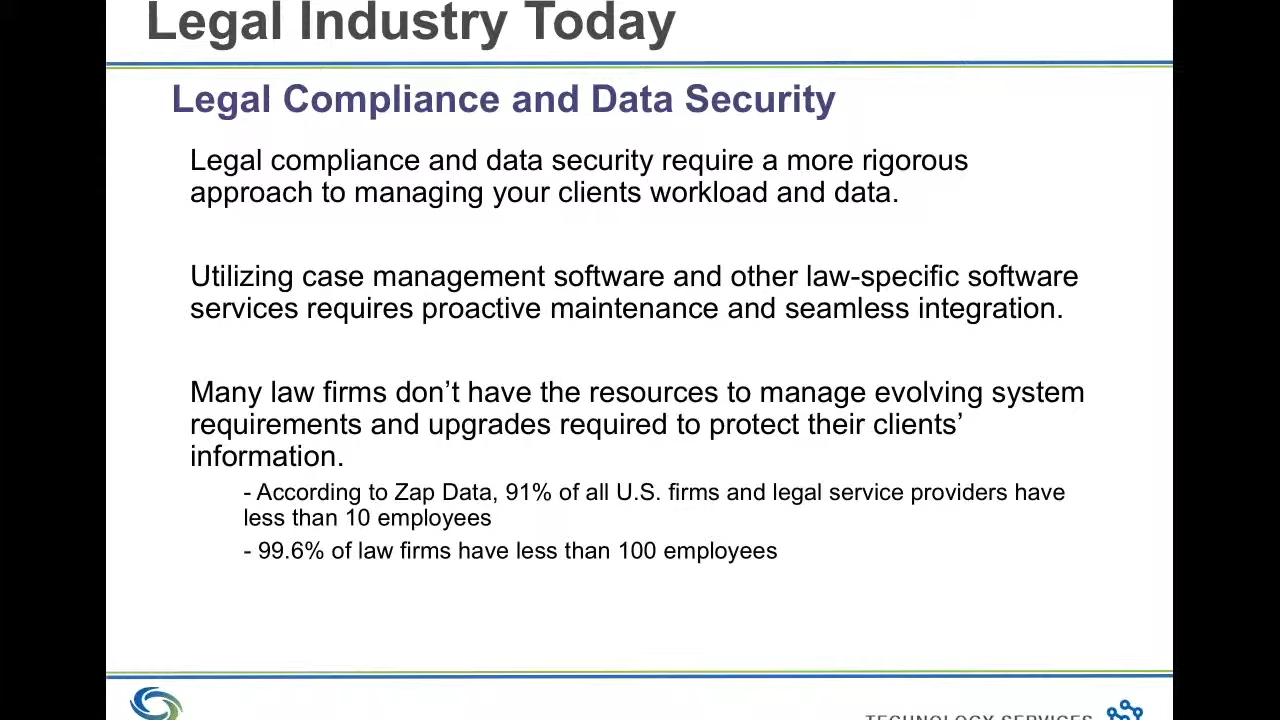 Legal Industry Today
Legal Compliance and Data Security
Legal compliance and data security require a more rigorous
approach to managing your clients workload and data.
Utilizing case management software and other law-specific software
services requires proactive maintenance and seamless integration.
Many law firms don’t have the resources to manage evolving system
requirements and upgrades required to protect their clients’
information.
- According to Zap Data, 91% of all U.S. firms and legal service providers have
less than 10 employees
- 99.6% of law firms have less than 100 employees
TECHNOLOGY SERVICES